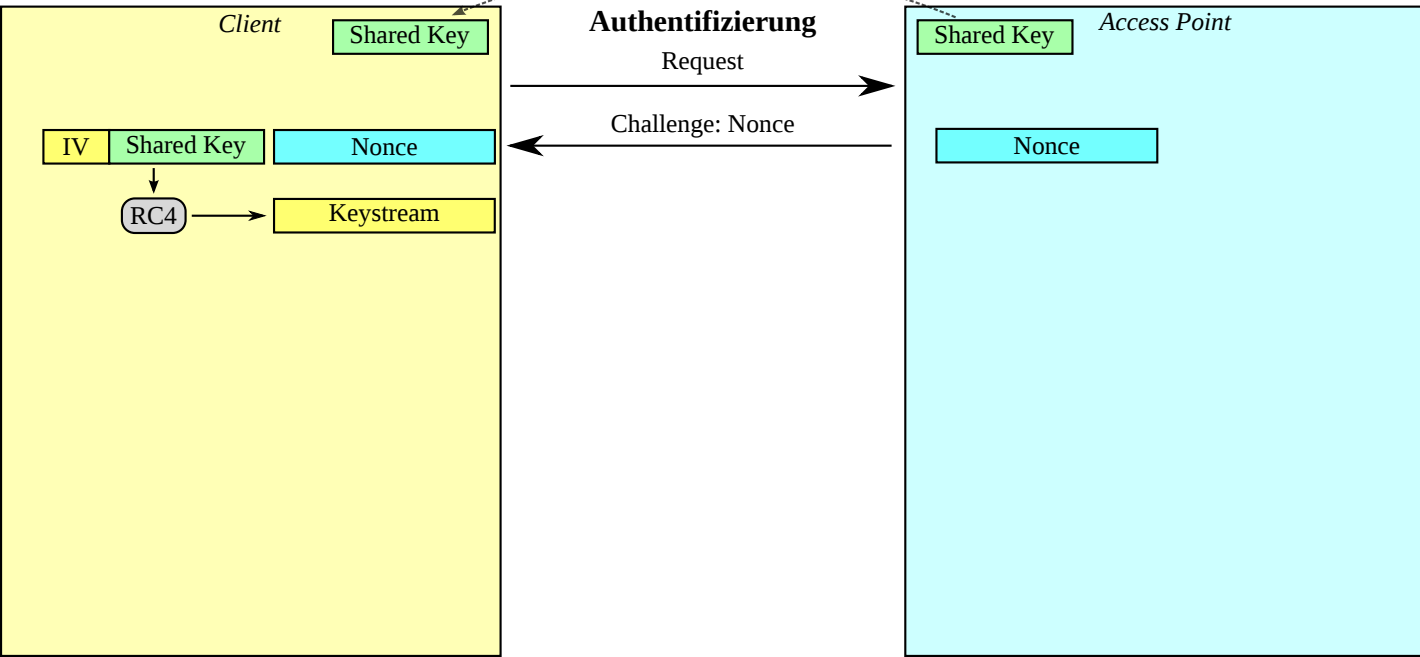 Client
Shared Key
Authentifizierung
Shared Key
Access Point
Request
Challenge: Nonce
IV
Shared Key
Nonce
Nonce
RC4
Keystream